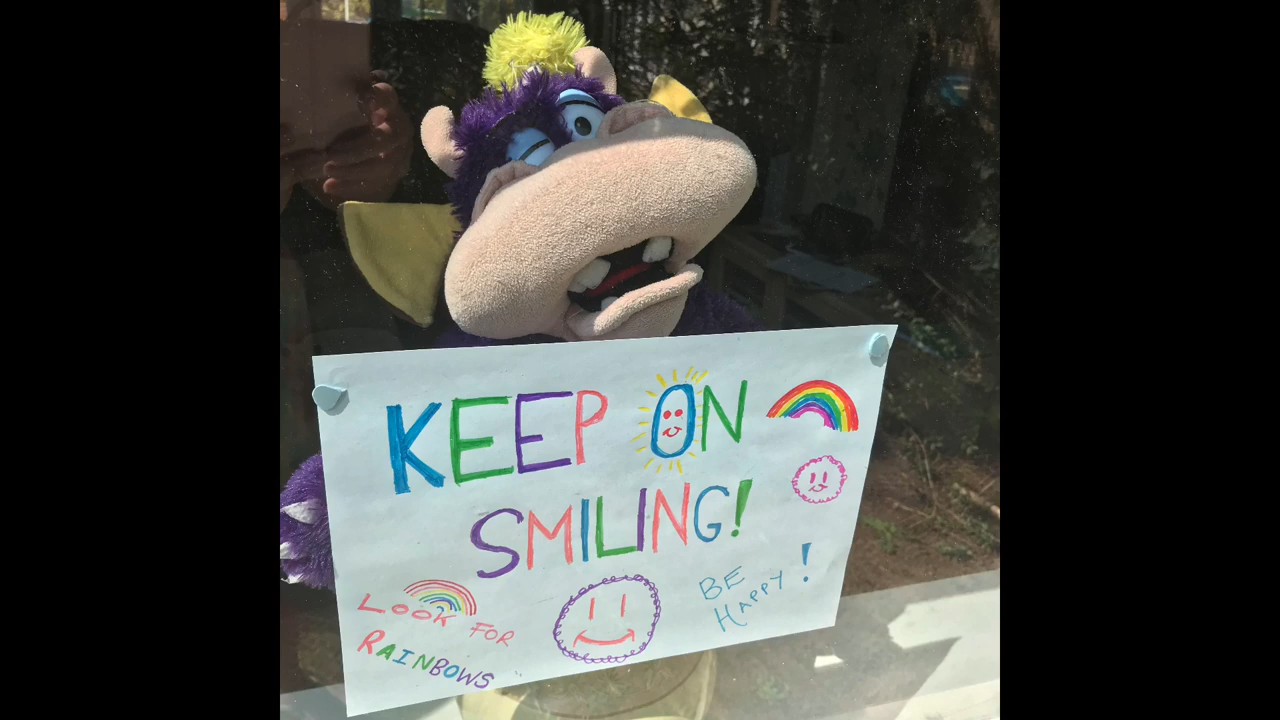 KEEP ON
SMILING!
LOOK FOR
RAINBOWS
BE
HAPPY!